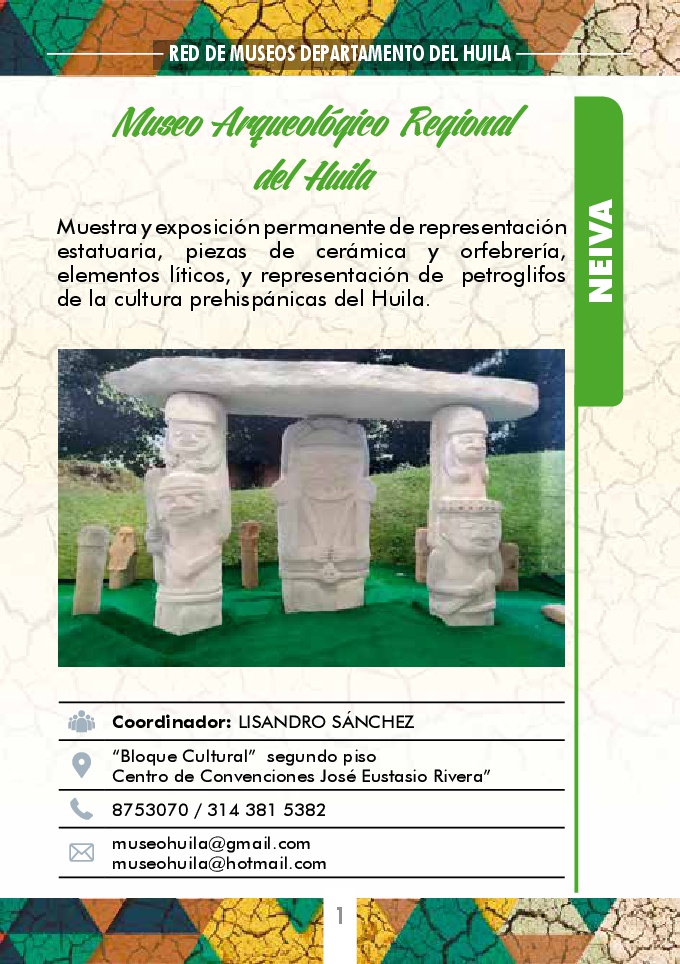 RED DE MUSEOS DEPARTAMENTO DEL HUILA
Museo Arqueológico Regional
del Huila
NEIVA
Muestra y exposición permanente de representación
estatuaria, piezas de cerámica y orfebrería,
elementos líticos, y representación de petroglifos
de la cultura prehispánicas del Huila.
Coordinador: LISANDRO SÁNCHEZ
“Bloque Cultural” segundo piso
Centro de Convenciones José Eustasio Rivera”
8753070 / 314 381 5382
museohuila@gmail.com
museohuila@hotmail.com
1